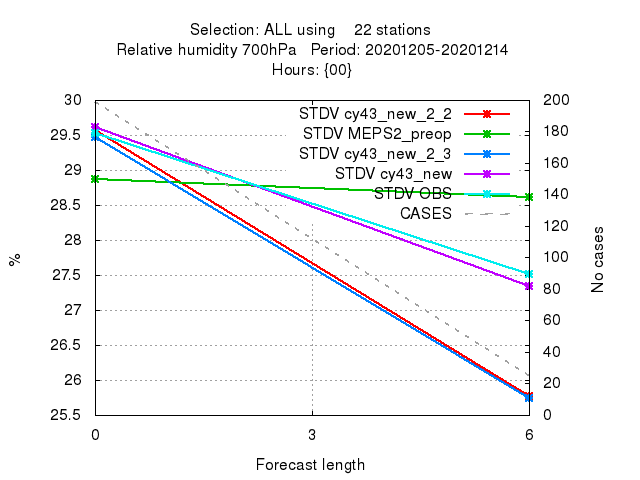 Selection: ALL using 22 stations
Relative humidity 700hPa Period: 20201205-20201214
Hours: {00}
STDV cy43_new_2_2
STDV MEPS2_preop
STDV cy43_new_2_3
STDV cy43_new
STDV OBS
CASES
30
29.5
29
28.5
28
27.5
27
26.5
26
25.5
200
180
160
140
120
100
80
60
40
20
0
%
No cases
0 3 6
Forecast length